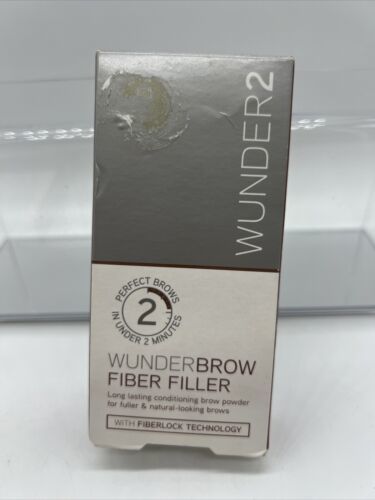 WUNDER2
PERFECT BROWS
2
IN UNDER 2 MINUTES
WUNDERBROW
FIBER FILLER
Long lasting conditioning brow powder
for fuller & natural-looking brows
WITH FIBERLOCK TECHNOLOGY